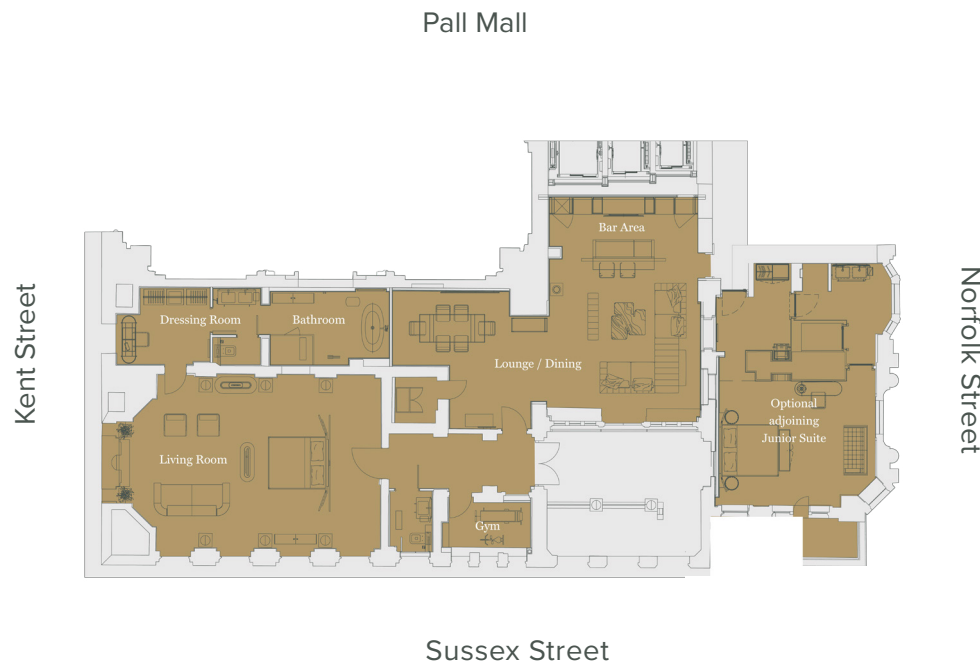 Pall Mall
Bar Area
Kent Street
Norfolk Street
Dressing Room
Bathroom
Lounge / Dining
Optional
adjoining
Junior Suite
Living Room
Gym
Sussex Street